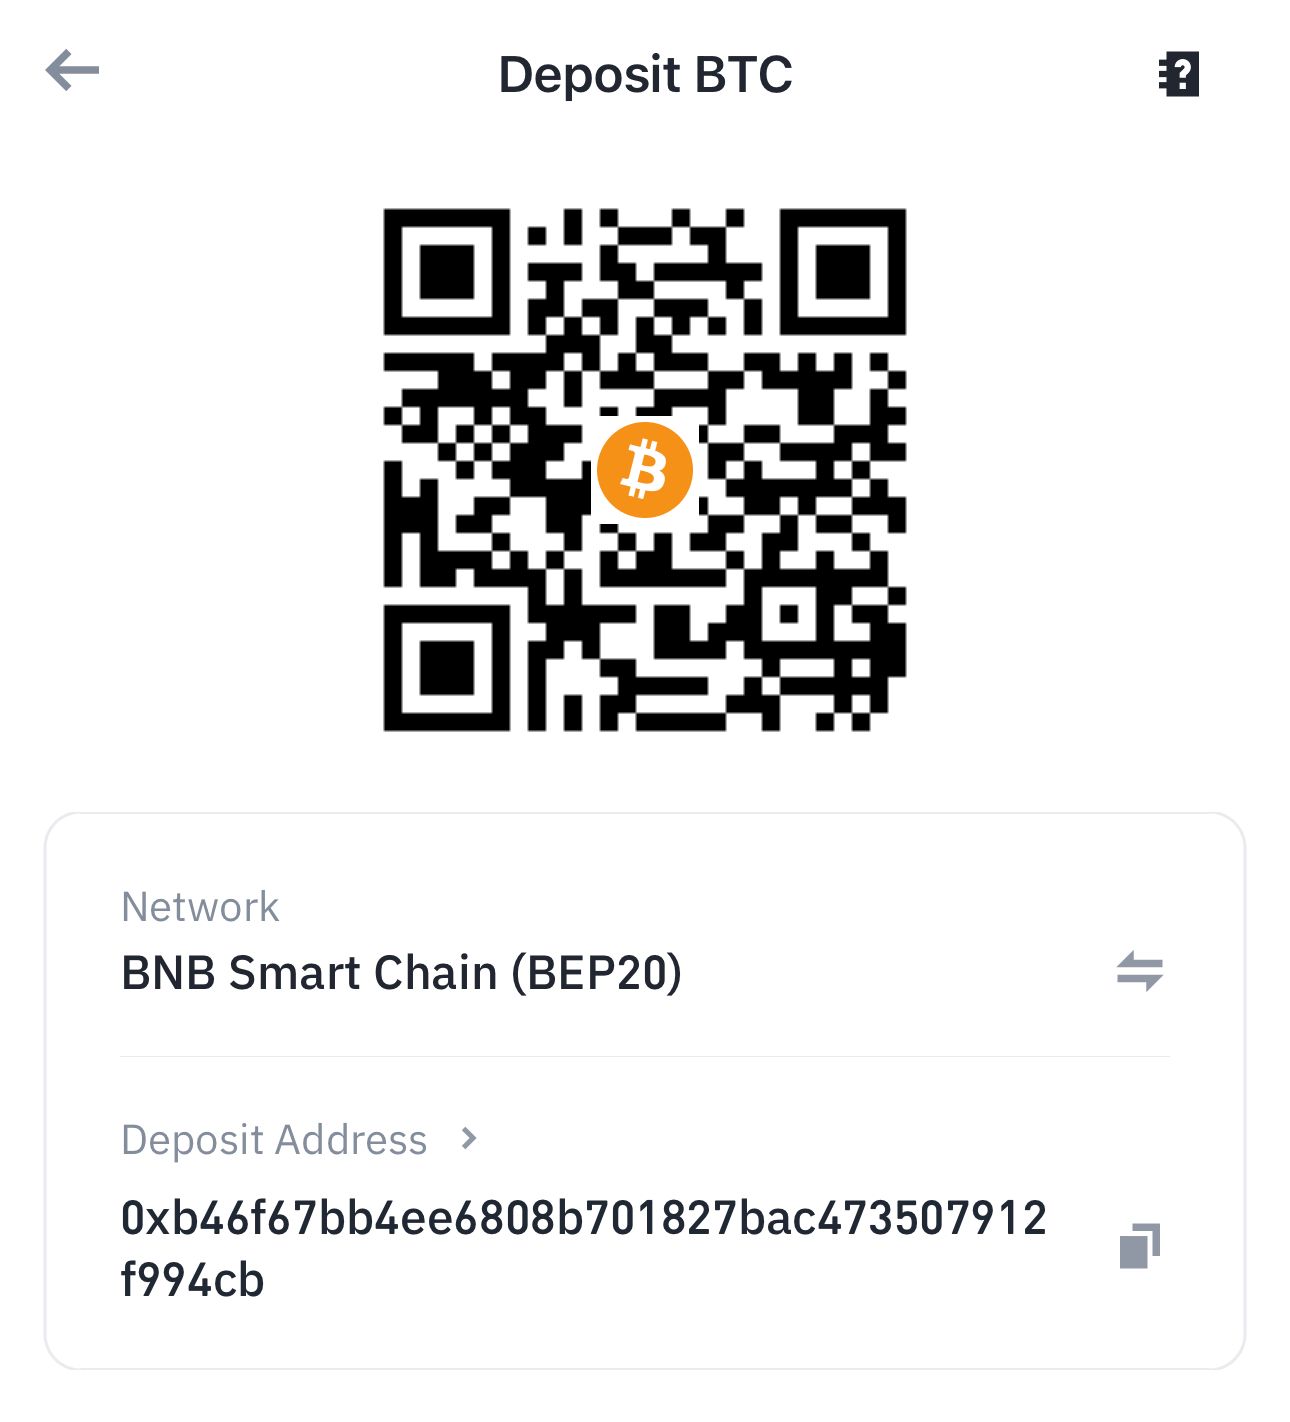 Deposit BTC
Network
BNB Smart Chain (BEP20)
Deposit Address
0xb46f67bb4ee6808b701827bac473507912
f994cb